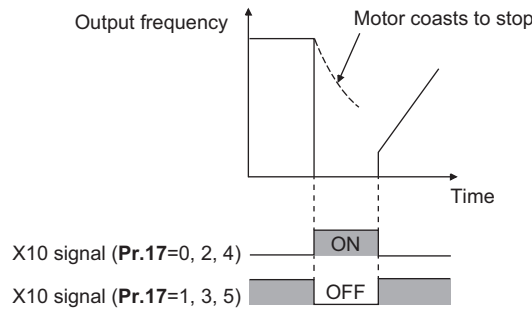 Output frequency
Motor coasts to stop
Time
X10 signal (Pr.17=0, 2, 4)
ON
X10 signal (Pr.17=1, 3, 5)
OFF